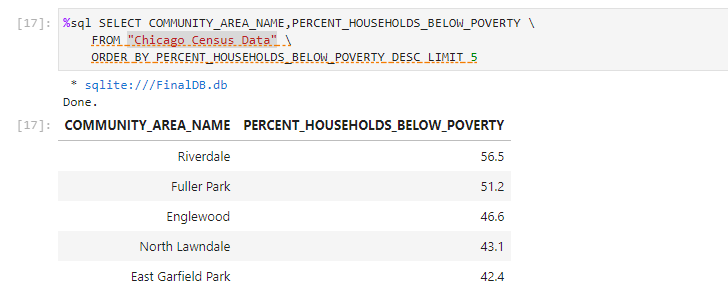 [17]: %sql SELECT COMMUNITY_AREA_NAME,PERCENT_HOUSEHOLDS_BELOW_POVERTY \
FROM "Chicago Census Data" \
ORDER BY PERCENT_HOUSEHOLDS_BELOW_POVERTY DESC LIMIT 5
* sqlite:///FinalDB.db
Done.
[17]: COMMUNITY_AREA_NAME PERCENT_HOUSEHOLDS_BELOW_POVERTY
Riverdale 56.5
Fuller Park 51.2
Englewood 46.6
North Lawndale 43.1
East Garfield Park 42.4